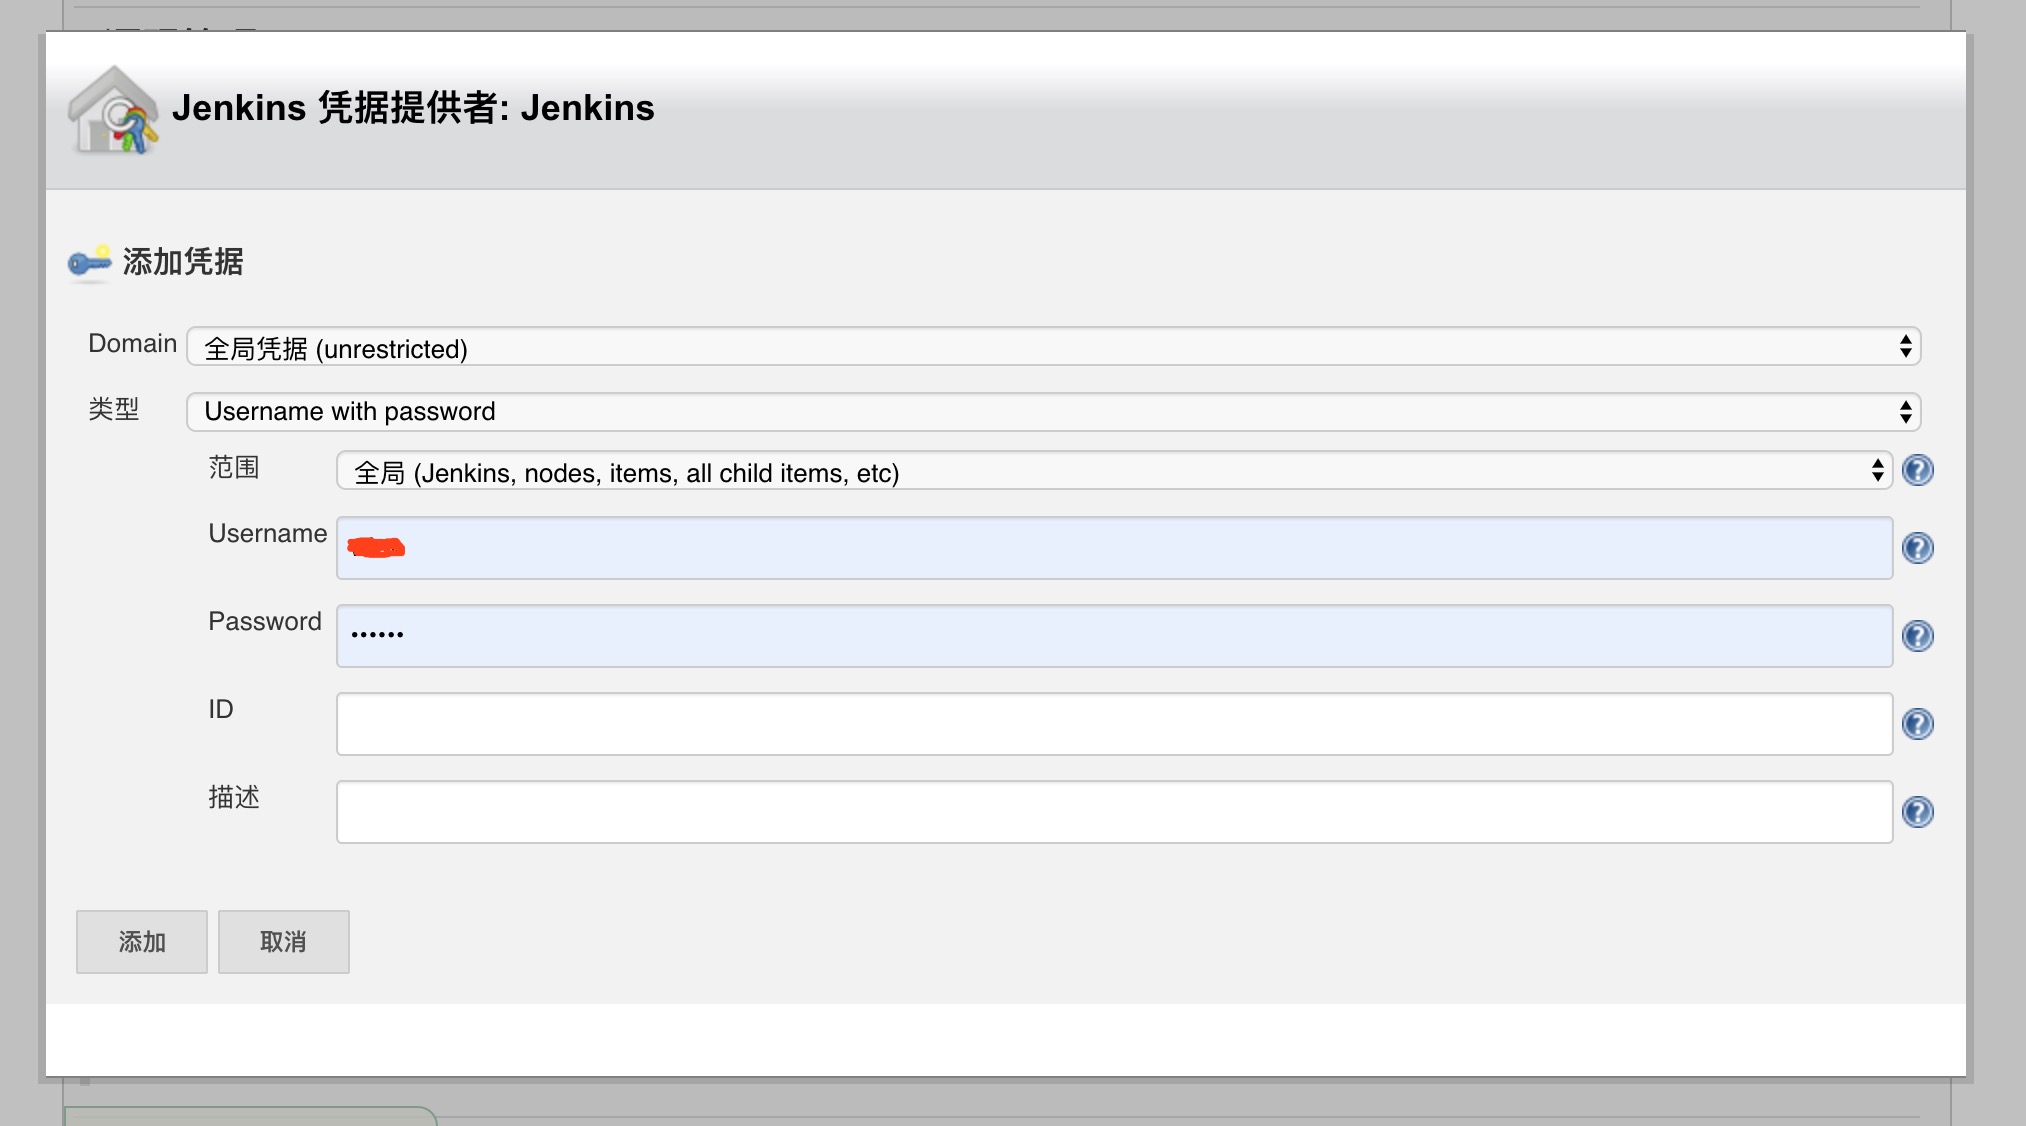 Jenkins 凭据提供者: Jenkins
添加凭据
Domain 全局凭据 (unrestricted)
类型 Username with password
范围 全局 (Jenkins, nodes, items, all child items, etc)
Username
Password ••••••
ID
描述
添加 取消